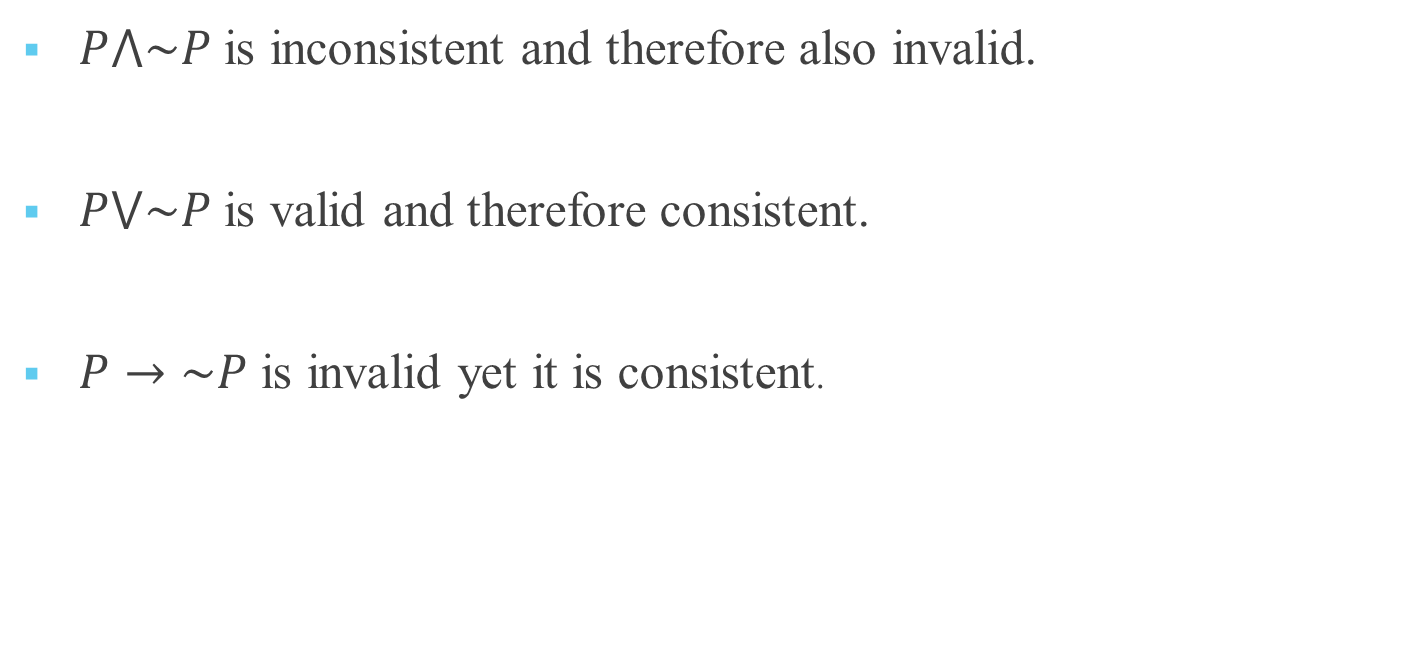 ▪ P⋀~P is inconsistent and therefore also invalid.
▪ P⋁~P is valid and therefore consistent.
▪ P → ~P is invalid yet it is consistent.